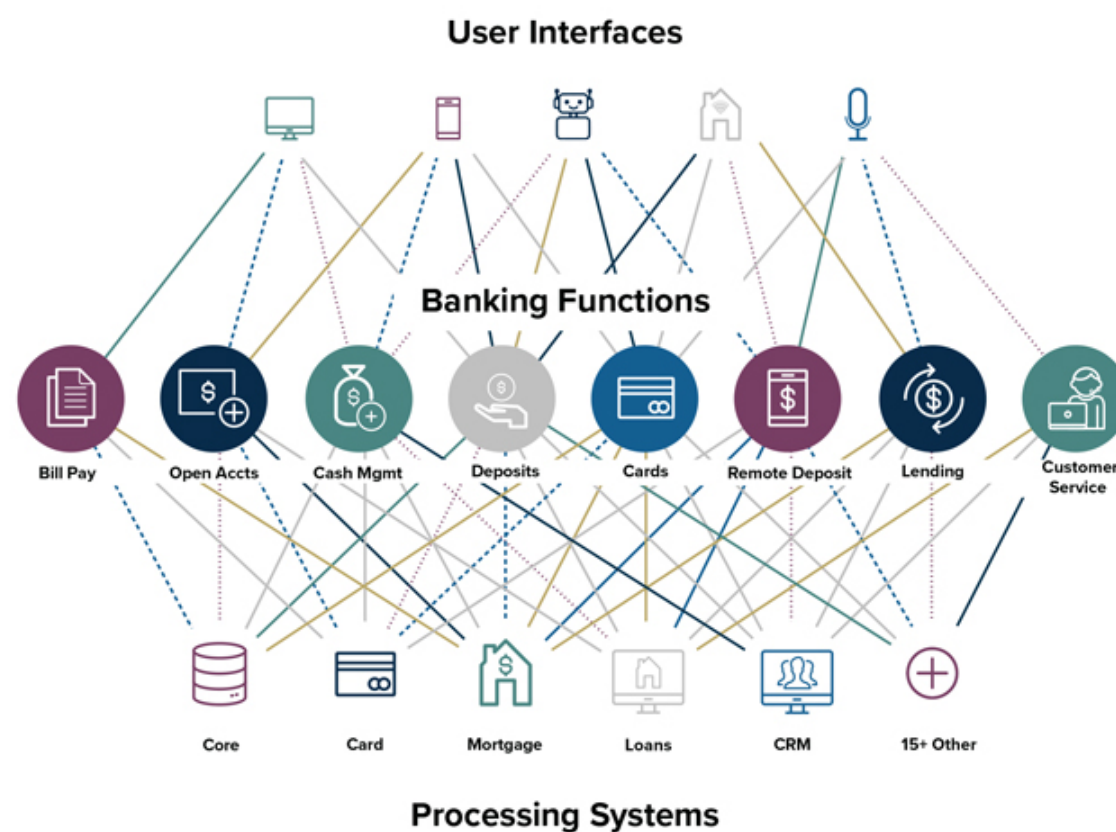 User Interfaces
Banking Functions
Bill Pay
Open Accts
Cash Mgmt
Deposits
Cards
Remote Deposit
Lending
Customer
Service
Core
Card
Mortgage
Loans
CRM
15+ Other
Processing Systems